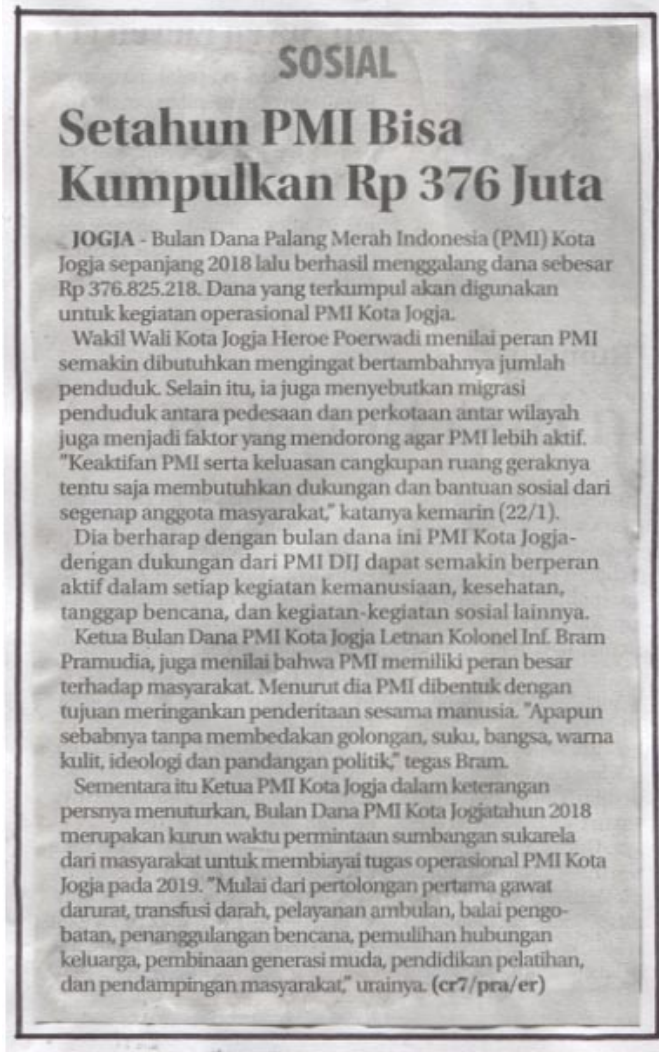 SOSIAL
Setahun PMI Bisa
Kumpulkan Rp 376 Juta
JOGJA - Bulan Dana Palang Merah Indonesia (PMI) Kota
Jogja sepanjang 2018 lalu berhasil menggalang dana sebesar
Rp 376.825.218. Dana yang terkumpul akan digunakan
untuk kegiatan operasional PMI Kota Jogja.
Wakil Wali Kota Jogja Heroe Poerwadi menilai peran PMI
semakin dibutuhkan mengingat bertambahnya jumlah
penduduk. Selain itu, ia juga menyebutkan migrasi
penduduk antara pedesaan dan perkotaan antar wilayah
juga menjadi faktor yang mendorong agar PMI lebih aktif.
"Keaktifan PMI serta keluasan cangkupan ruang geraknya
tentu saja membutuhkan dukungan dan bantuan sosial dari
segenap anggota masyarakat," katanya kemarin (22/1).
Dia berharap dengan bulan dana ini PMI Kota Jogja-
dengan dukungan dari PMI DIJ dapat semakin berperan
aktif dalam setiap kegiatan kemanusiaan, kesehatan,
tanggap bencana, dan kegiatan-kegiatan sosial lainnya.
Ketua Bulan Dana PMI Kota Jogja Letnan Kolonel Inf. Bram
Pramudia, juga menilai bahwa PMI memiliki peran besar
terhadap masyarakat. Menurut dia PMI dibentuk dengan
tujuan meringankan penderitaan sesama manusia. "Apapun
sebabnya tanpa membedakan golongan, suku, bangsa, warna
kulit, ideologi dan pandangan politik," tegas Bram.
Sementara itu Ketua PMI Kota Jogja dalam keterangan
persnya menuturkan, Bulan Dana PMI Kota Jogjatahun 2018
merupakan kurun waktu permintaan sumbangan sukarela
dari masyarakat untuk membiayai tugas operasional PMI Kota
Jogja pada 2019. "Mulai dari pertolongan pertama gawat
darurat, transfusi darah, pelayanan ambulan, balai pengo-
batan, penanggulangan bencana, pemulihan hubungan
keluarga, pembinaan generasi muda, pendidikan pelatihan,
dan pendampingan masyarakat," urainya. (cr7/pra/er)